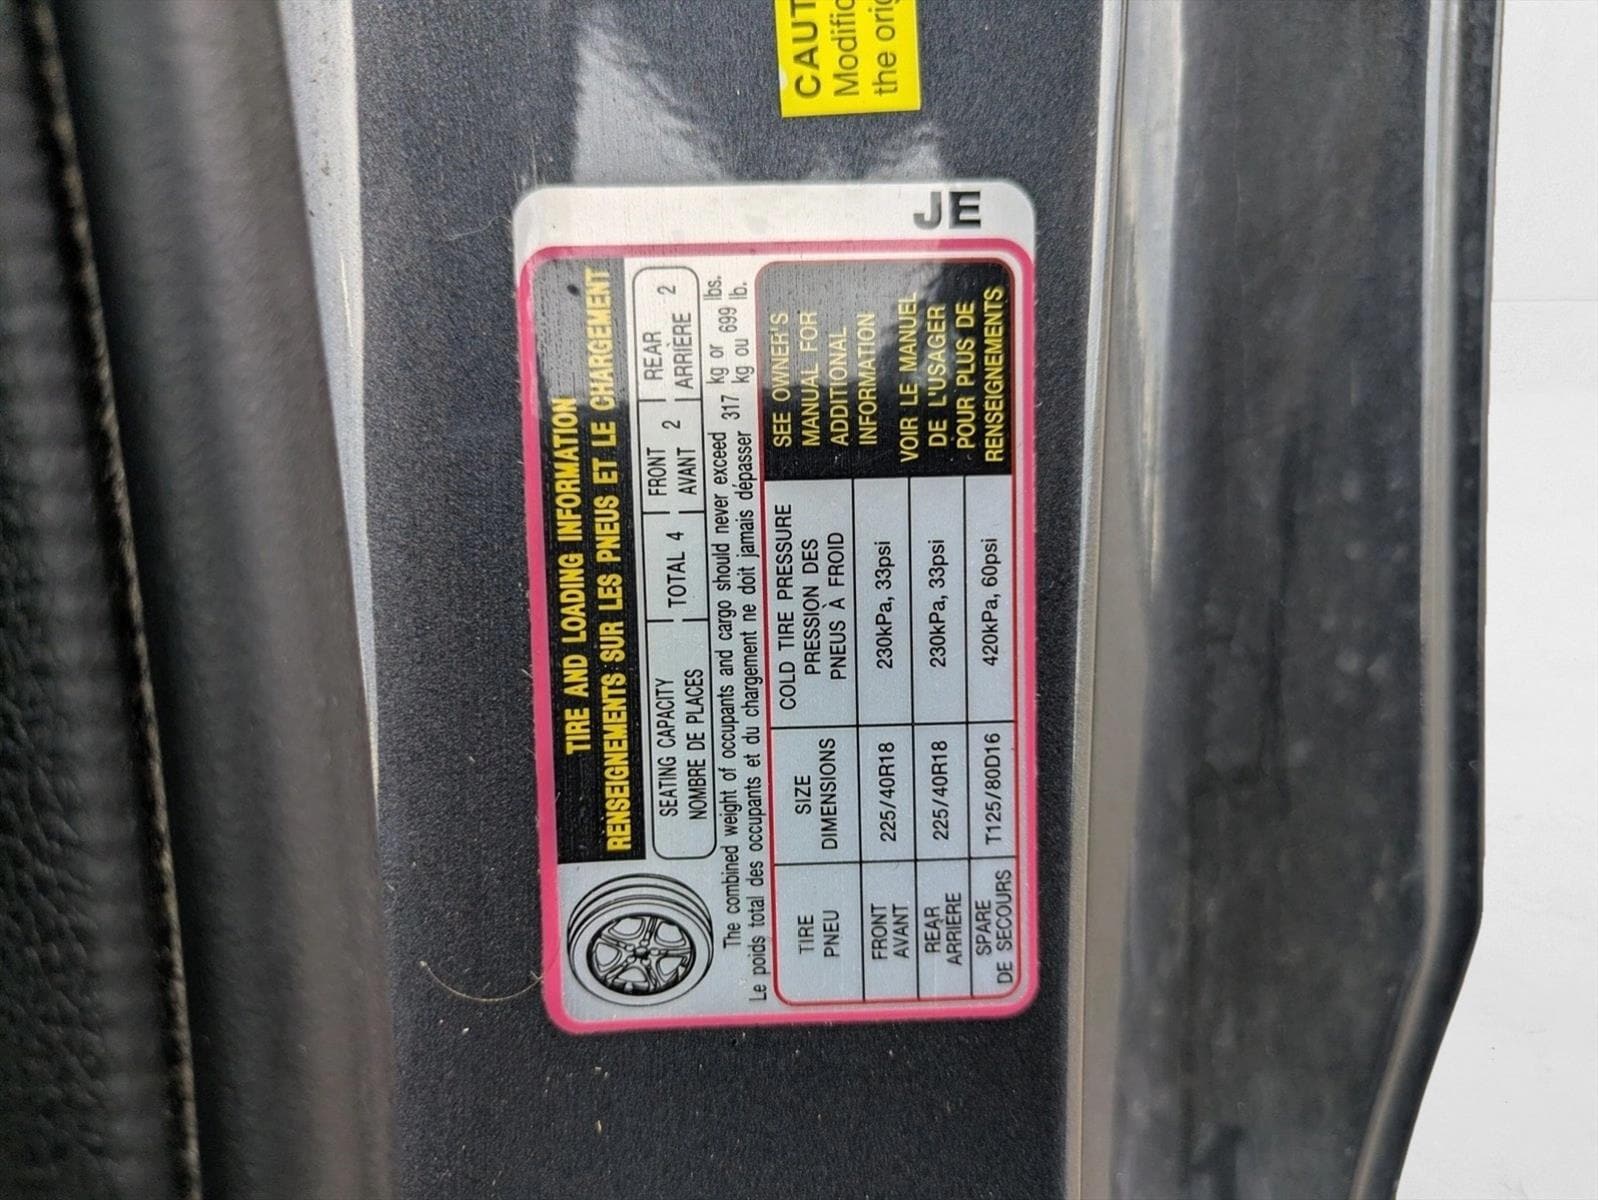 CAUT
Modific
the orig
JE
TIRE AND LOADING INFORMATION
RENSEIGNEMENTS SUR LES PNEUS ET LE CHARGEMENT
SEATING CAPACITY TOTAL 4 FRONT 2 REAR 2
NOMBRE DE PLACES AVANT ARRIÈRE
The combined weight of occupants and cargo should never exceed 317 kg or 699 lbs.
Le poids total des occupants et du chargement ne doit jamais dépasser kg ou lb.
TIRE SIZE COLD TIRE PRESSURE
PNEU DIMENSIONS PRESSION DES
PNEUS À FROID
FRONT 225/40R18 230kPa, 33psi
AVANT
REAR 225/40R18 230kPa, 33psi
ARRIERE
SPARE T125/80D16 420kPa, 60psi
DE SECOURS
SEE OWNER'S
MANUAL FOR
ADDITIONAL
INFORMATION
VOIR LE MANUEL
DE L'USAGER
POUR PLUS DE
RENSEIGNEMENTS